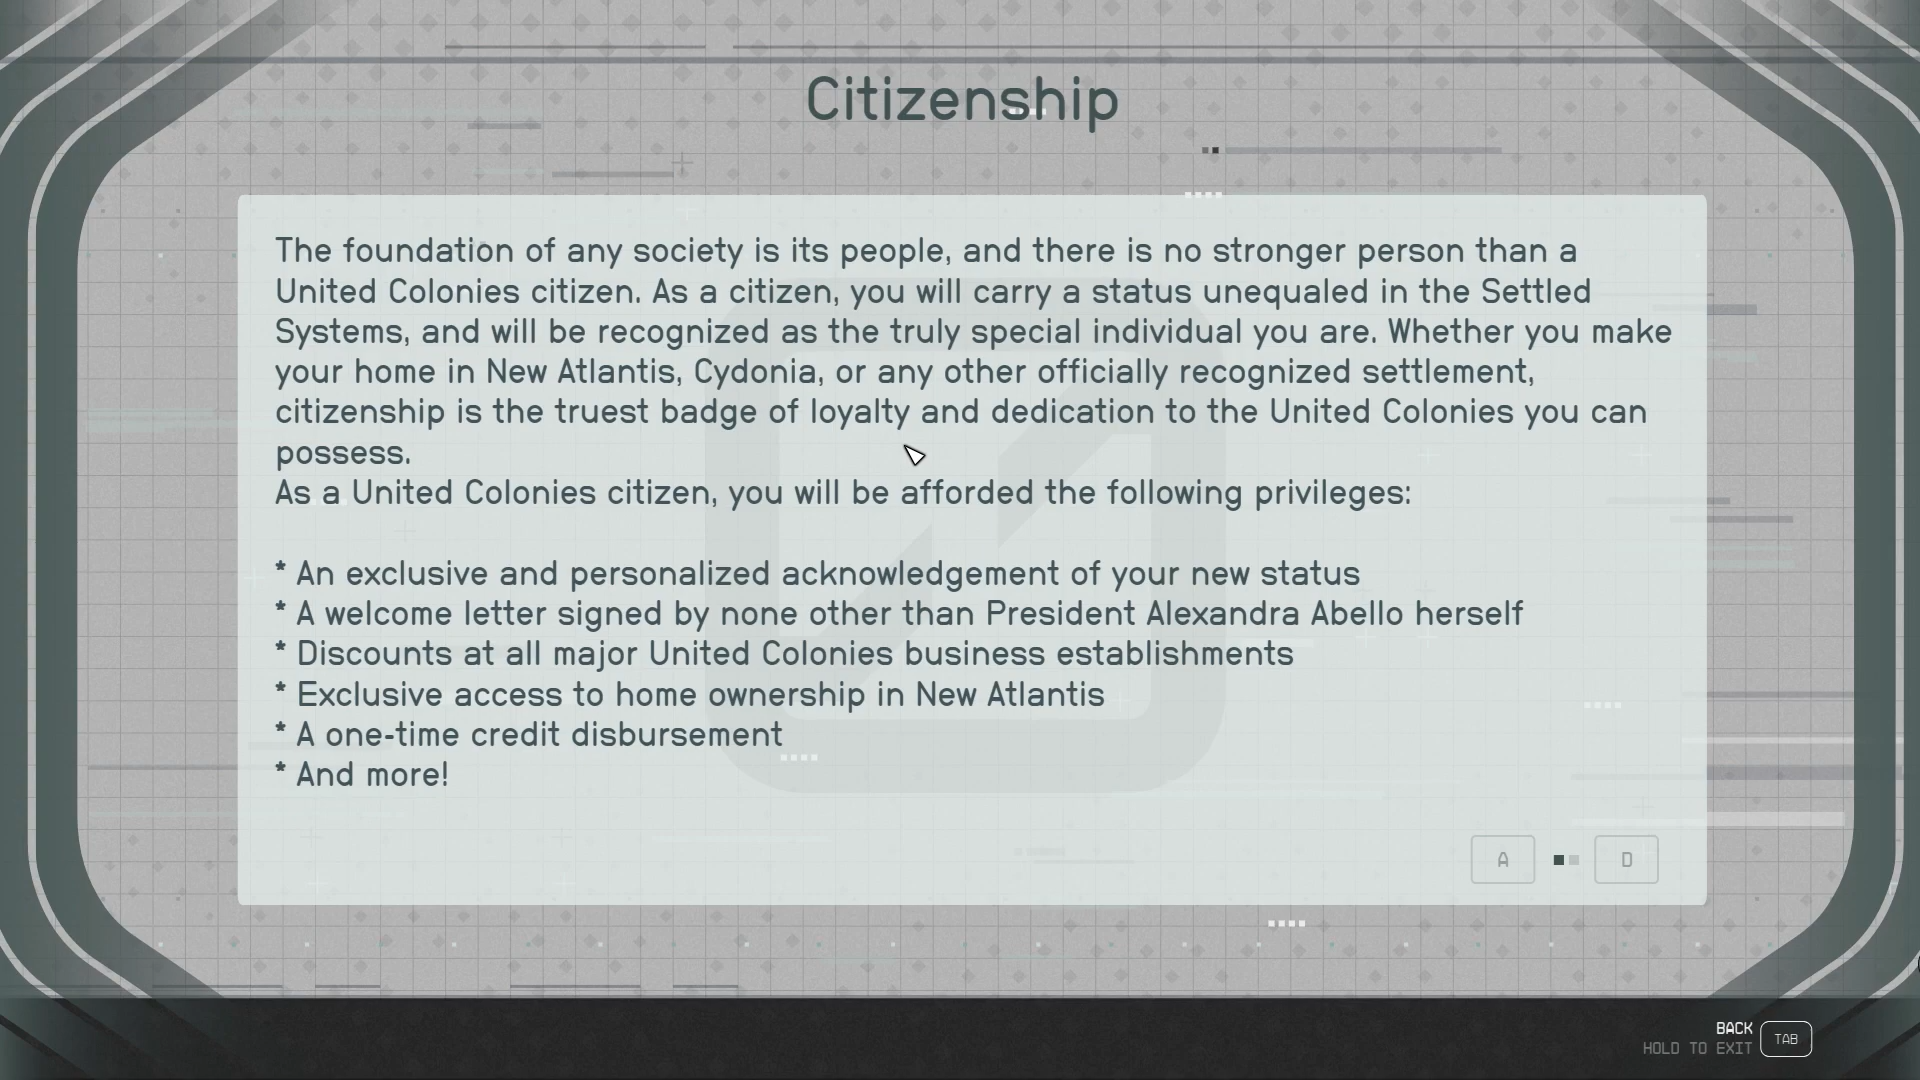 Citizenship
The foundation of any society is its people, and there is no stronger person than a
United Colonies citizen. As a citizen, you will carry a status unequaled in the Settled
Systems, and will be recognized as the truly special individual you are. Whether you make
your home in New Atlantis, Cydonia, or any other officially recognized settlement,
citizenship is the truest badge of loyalty and dedication to the United Colonies you can
possess.
As a United Colonies citizen, you will be afforded the following privileges:
* An exclusive and personalized acknowledgement of your new status
* A welcome letter signed by none other than President Alexandra Abello herself
* Discounts at all major United Colonies business establishments
* Exclusive access to home ownership in New Atlantis
* A one-time credit disbursement
* And more!
A D
BACK
HOLD TO EXIT TAB